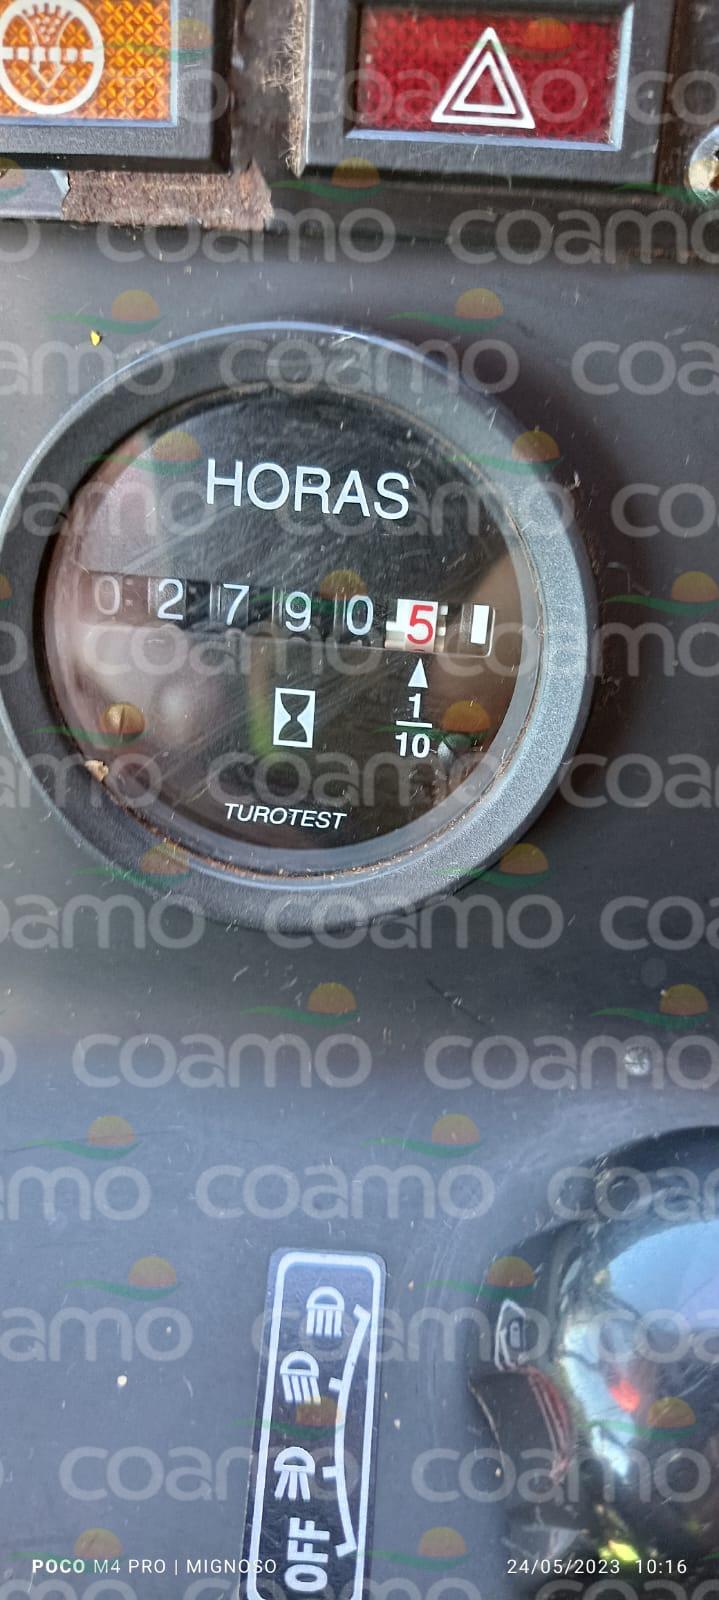 HORAS
0 2 7 9 0 5
1
10
TUROTEST
OFF
coamo
POCO M4 PRO | MIGNOSO
24/05/2023 10:16